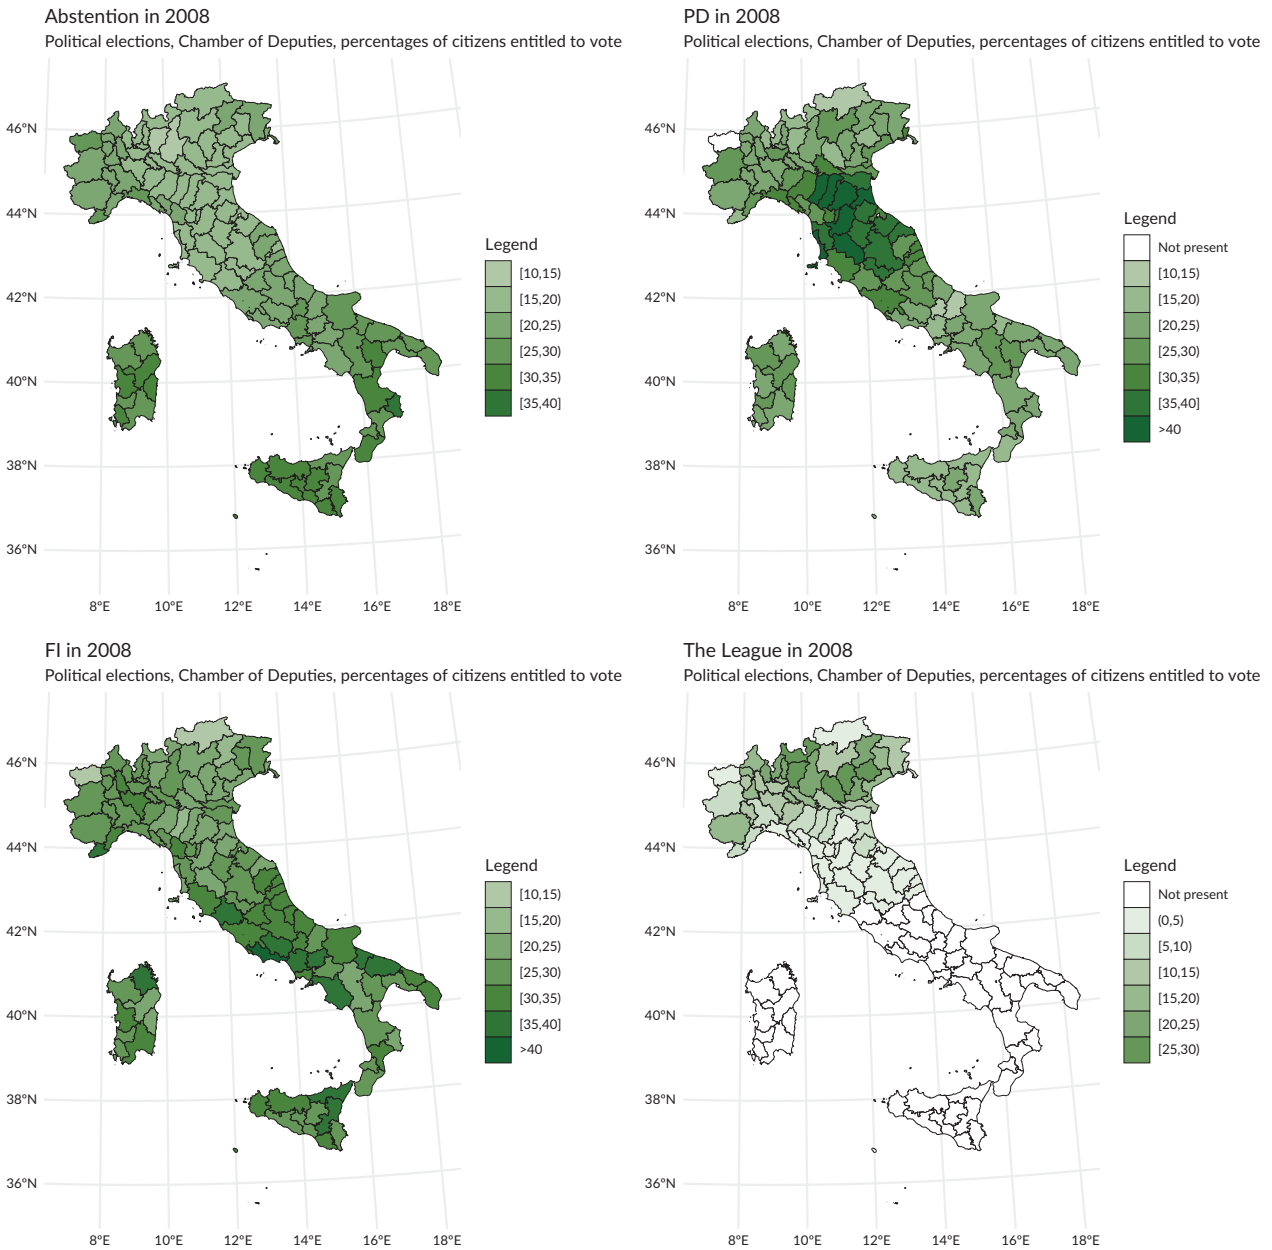 Abstention in 2008
Political elections, Chamber of Deputies, percentages of citizens entitled to vote
46°N
44°N
42°N
40°N
38°N
36°N
8°E 10°E 12°E 14°E 16°E 18°E
Legend
[10,15)
[15,20)
[20,25)
[25,30)
[30,35)
[35,40]
PD in 2008
Political elections, Chamber of Deputies, percentages of citizens entitled to vote
46°N
44°N
42°N
40°N
38°N
36°N
8°E 10°E 12°E 14°E 16°E 18°E
Legend
Not present
[10,15)
[15,20)
[20,25)
[25,30)
[30,35)
[35,40]
>40
FI in 2008
Political elections, Chamber of Deputies, percentages of citizens entitled to vote
46°N
44°N
42°N
40°N
38°N
36°N
8°E 10°E 12°E 14°E 16°E 18°E
Legend
[10,15)
[15,20)
[20,25)
[25,30)
[30,35)
[35,40]
>40
The League in 2008
Political elections, Chamber of Deputies, percentages of citizens entitled to vote
46°N
44°N
42°N
40°N
38°N
36°N
8°E 10°E 12°E 14°E 16°E 18°E
Legend
Not present
(0,5)
[5,10)
[10,15)
[15,20)
[20,25)
[25,30)